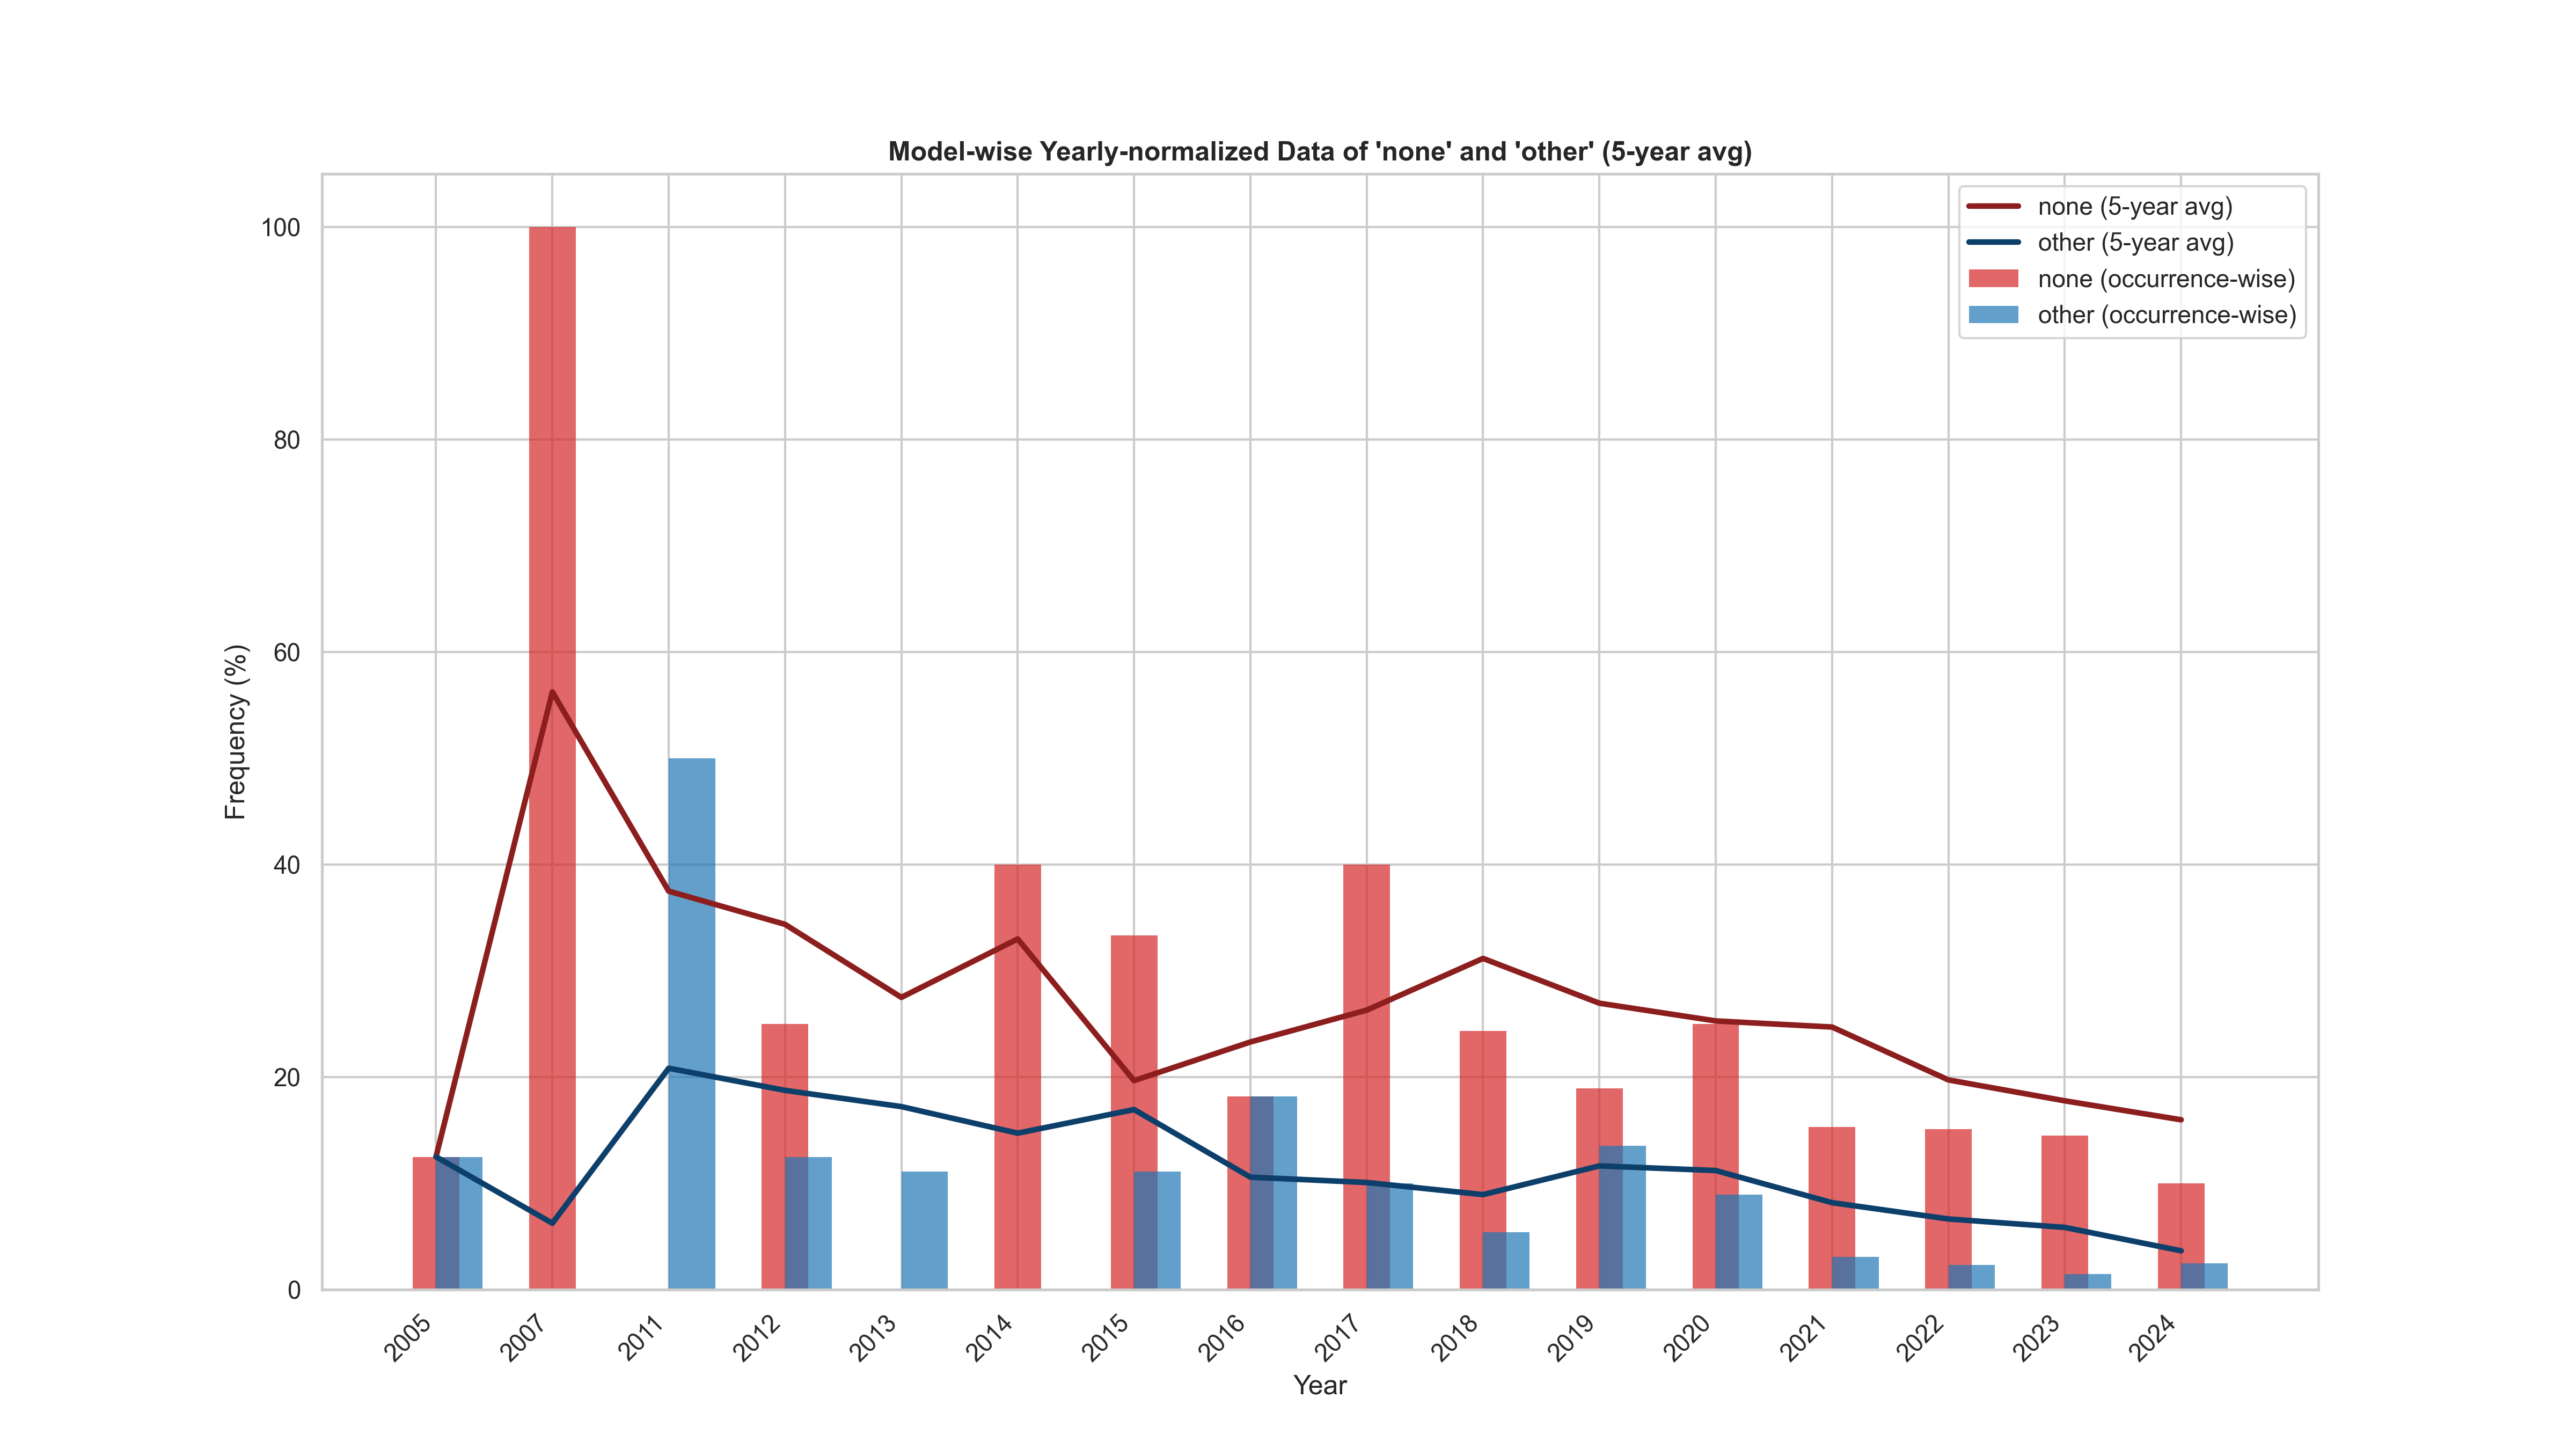 Model-wise Yearly-normalized Data of 'none' and 'other' (5-year avg)
none (5-year avg)
other (5-year avg)
none (occurrence-wise)
other (occurrence-wise)
Frequency (%)
100
80
60
40
20
0
2005 2007 2011 2012 2013 2014 2015 2016 2017 2018 2019 2020 2021 2022 2023 2024
Year